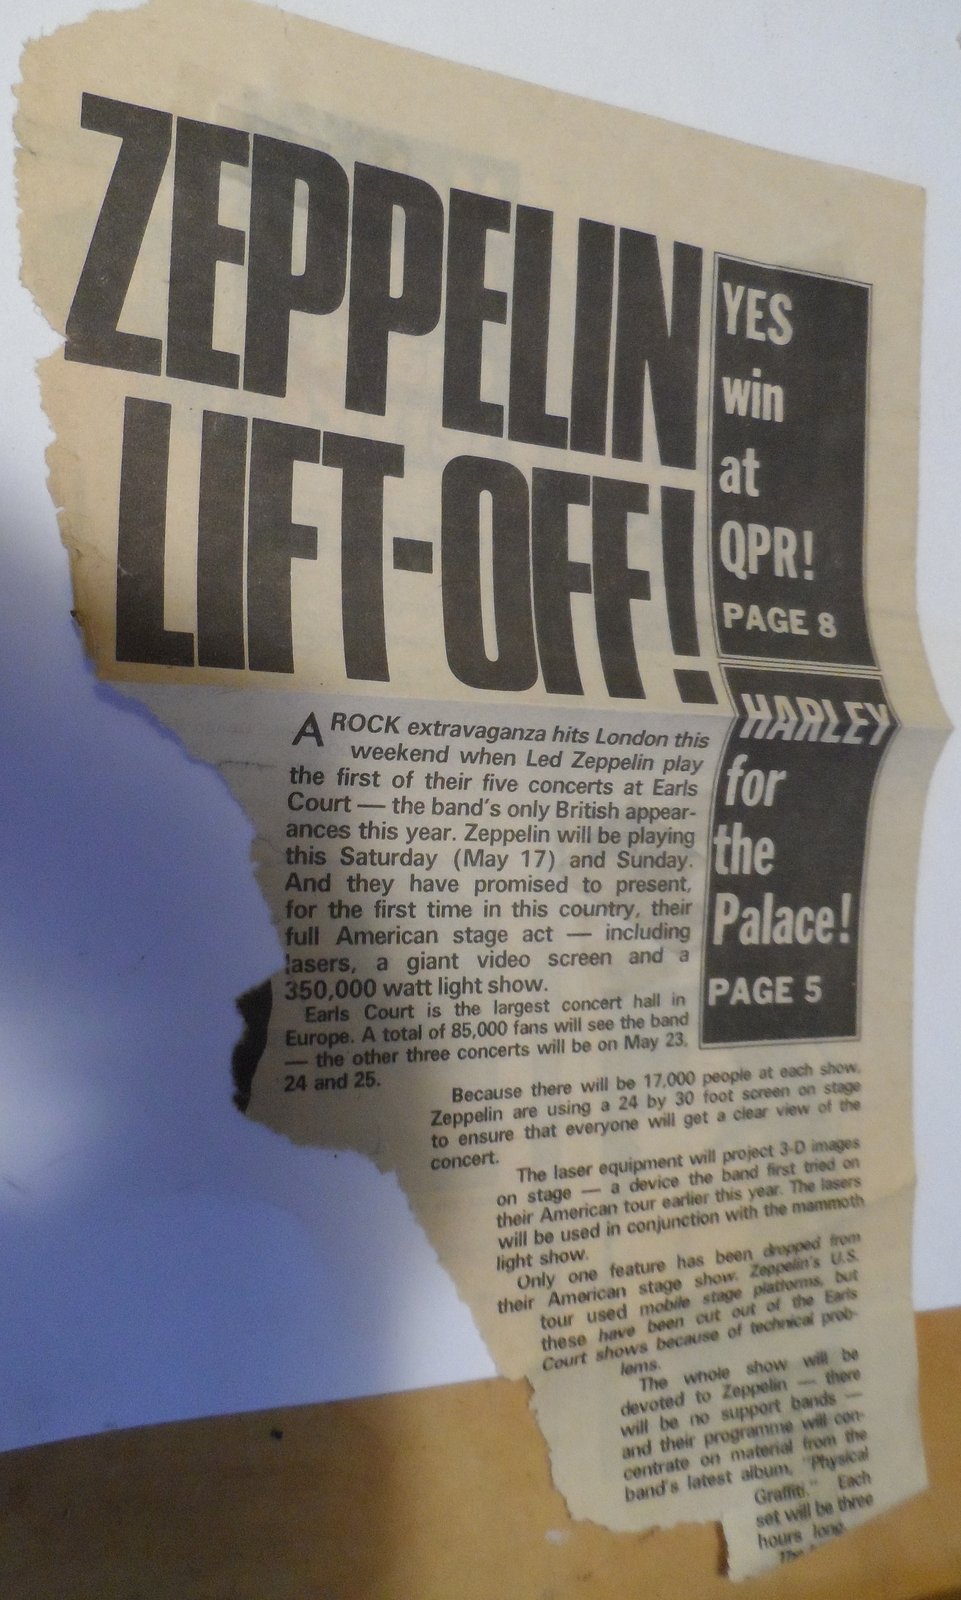 ZEPPELIN
LIFT-OFF!
YES
win
at
QPR!
PAGE 8
HARLEY
for
the
Palace!
PAGE 5
A ROCK extravaganza hits London this
weekend when Led Zeppelin play
the first of their five concerts at Earls
Court — the band's only British appear-
ances this year. Zeppelin will be playing
this Saturday (May 17) and Sunday.
And they have promised to present,
for the first time in this country, their
full American stage act — including
lasers, a giant video screen and a
350,000 watt light show.
Earls Court is the largest concert hall in
Europe. A total of 85,000 fans will see the band
— the other three concerts will be on May 23,
24 and 25.
Because there will be 17,000 people at each show,
Zeppelin are using a 24 by 30 foot screen on stage
to ensure that everyone will get a clear view of the
concert.
The laser equipment will project 3-D images
on stage — a device the band first tried on
their American tour earlier this year. The lasers
will be used in conjunction with the mammoth
light show.
Only one feature has been dropped from
their American stage show. Zeppelin's U.S.
tour used mobile stage platforms, but
these have been cut out of the Earls
Court shows because of technical prob-
lems.
The whole show will be
devoted to Zeppelin — there
will be no support bands —
and their programme will con-
centrate on material from the
band's latest album, "Physical
Graffiti." Each
set will be three
hours long.
The